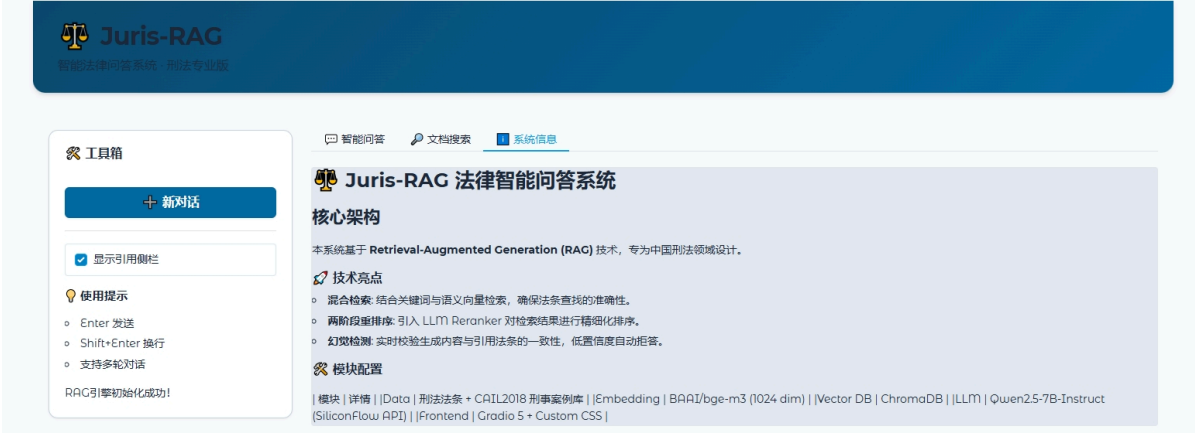 Juris-RAG
智能法律问答系统 · 刑法专业版
工具箱
新对话
显示引用侧栏
使用提示
Enter 发送
Shift+Enter 换行
支持多轮对话
RAG引擎初始化成功!
智能问答
文档搜索
系统信息
Juris-RAG 法律智能问答系统
核心架构
本系统基于 Retrieval-Augmented Generation (RAG) 技术，专为中国刑法领域设计。
技术亮点
混合检索: 结合关键词与语义向量检索，确保法条查找的准确性。
两阶段重排序: 引入 LLM Reranker 对检索结果进行精细化排序。
幻觉检测: 实时校验生成内容与引用法条的一致性，低置信度自动拒答。
模块配置
| 模块 | 详情 | |Data | 刑法法条 + CAIL2018 刑事案例库 | |Embedding | BAAI/bge-m3 (1024 dim) | |Vector DB | ChromaDB | |LLM | Qwen2.5-7B-Instruct
(SiliconFlow API) | |Frontend | Gradio 5 + Custom CSS |